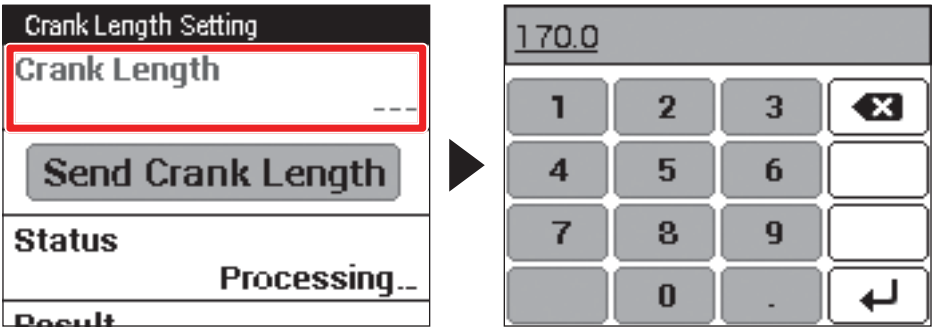 Crank Length Setting
Crank Length
---
Send Crank Length
Status
Processing...
Result
170.0
1 2 3
4 5 6
7 8 9
0 .